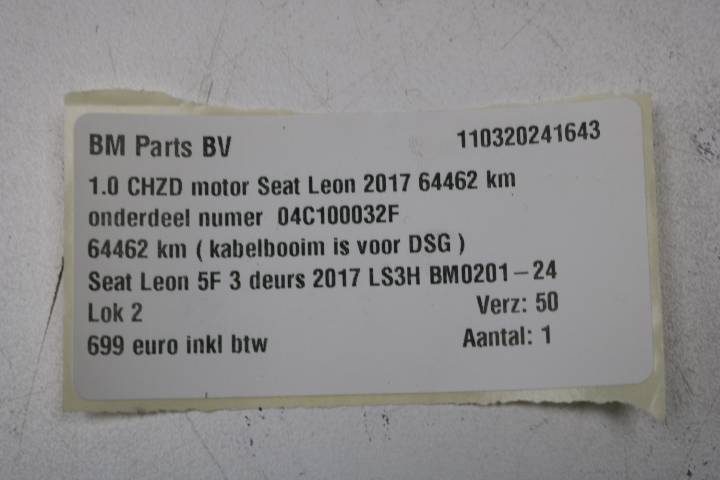 BM Parts BV 110320241643
1.0 CHZD motor Seat Leon 2017 64462 km
onderdeel numer 04C100032F
64462 km ( kabelbooim is voor DSG )
Seat Leon 5F 3 deurs 2017 LS3H BM0201-24
Lok 2 Verz: 50
699 euro inkl btw Aantal: 1